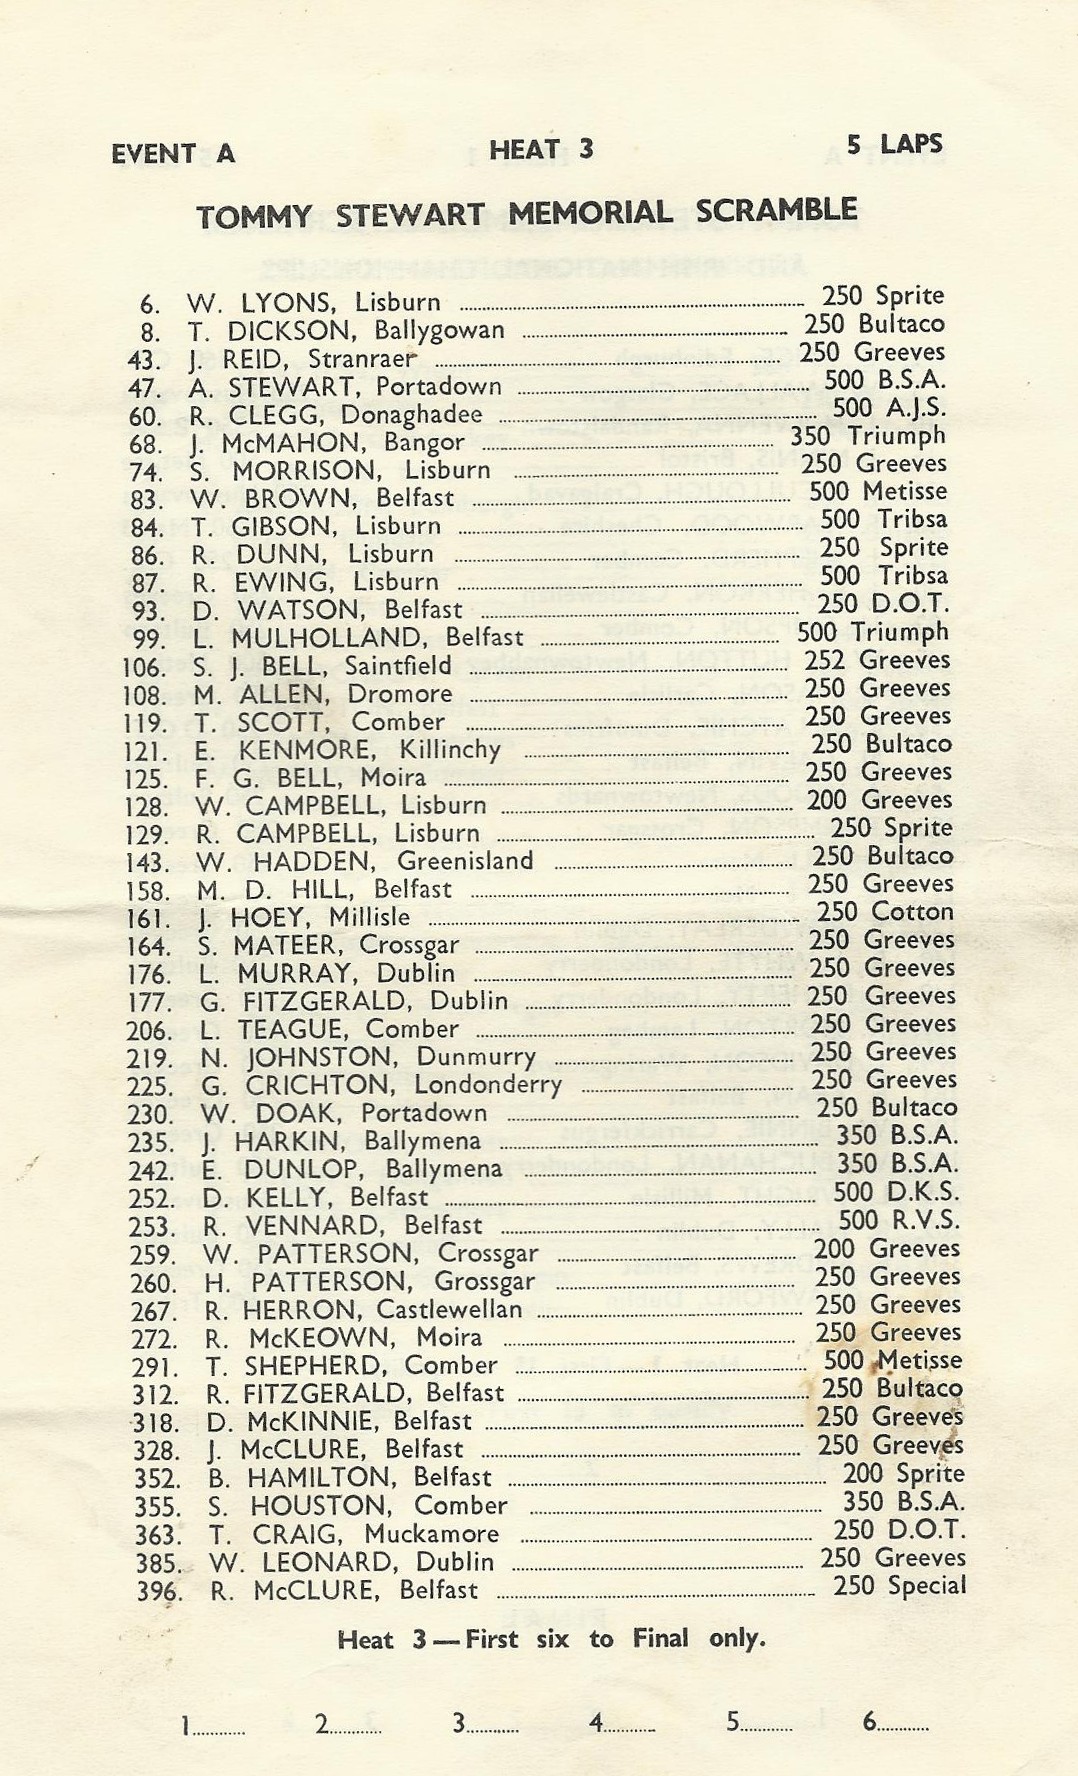 EVENT A HEAT 3 5 LAPS
TOMMY STEWART MEMORIAL SCRAMBLE
6. W. LYONS, Lisburn 250 Sprite
8. T. DICKSON, Ballygowan 250 Bultaco
43. J. REID, Stranraer 250 Greeves
47. A. STEWART, Portadown 500 B.S.A.
60. R. CLEGG, Donaghadee 500 A.J.S.
68. J. McMAHON, Bangor 350 Triumph
74. S. MORRISON, Lisburn 250 Greeves
83. W. BROWN, Belfast 500 Metisse
84. T. GIBSON, Lisburn 500 Tribsa
86. R. DUNN, Lisburn 250 Sprite
87. R. EWING, Lisburn 500 Tribsa
93. D. WATSON, Belfast 250 D.O.T.
99. L. MULHOLLAND, Belfast 500 Triumph
106. S. J. BELL, Saintfield 252 Greeves
108. M. ALLEN, Dromore 250 Greeves
119. T. SCOTT, Comber 250 Greeves
121. E. KENMORE, Killinchy 250 Bultaco
125. F. G. BELL, Moira 250 Greeves
128. W. CAMPBELL, Lisburn 200 Greeves
129. R. CAMPBELL, Lisburn 250 Sprite
143. W. HADDEN, Greenisland 250 Bultaco
158. M. D. HILL, Belfast 250 Greeves
161. J. HOEY, Millisle 250 Cotton
164. S. MATEER, Crossgar 250 Greeves
176. L. MURRAY, Dublin 250 Greeves
177. G. FITZGERALD, Dublin 250 Greeves
206. L. TEAGUE, Comber 250 Greeves
219. N. JOHNSTON, Dunmurry 250 Greeves
225. G. CRICHTON, Londonderry 250 Greeves
230. W. DOAK, Portadown 250 Bultaco
235. J. HARKIN, Ballymena 350 B.S.A.
242. E. DUNLOP, Ballymena 350 B.S.A.
252. D. KELLY, Belfast 500 D.K.S.
253. R. VENNARD, Belfast 500 R.V.S.
259. W. PATTERSON, Crossgar 200 Greeves
260. H. PATTERSON, Grossgar 250 Greeves
267. R. HERRON, Castlewellan 250 Greeves
272. R. McKEOWN, Moira 250 Greeves
291. T. SHEPHERD, Comber 500 Metisse
312. R. FITZGERALD, Belfast 250 Bultaco
318. D. McKINNIE, Belfast 250 Greeves
328. J. McCLURE, Belfast 250 Greeves
352. B. HAMILTON, Belfast 200 Sprite
355. S. HOUSTON, Comber 350 B.S.A.
363. T. CRAIG, Muckamore 250 D.O.T.
385. W. LEONARD, Dublin 250 Greeves
396. R. McCLURE, Belfast 250 Special
Heat 3—First six to Final only.
1.......... 2.......... 3.......... 4.......... 5.......... 6..........